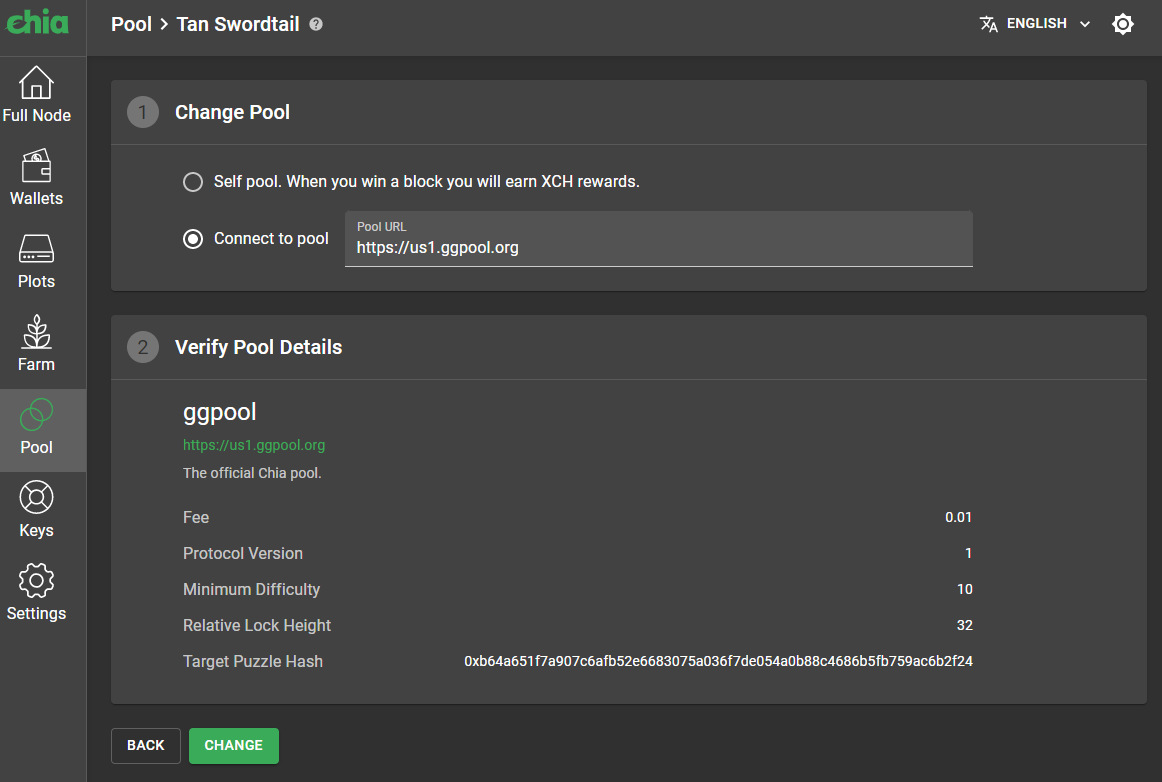 chia
Pool > Tan Swordtail ?
ENGLISH
Full Node
Wallets
Plots
Farm
Pool
Keys
Settings
1 Change Pool
Self pool. When you win a block you will earn XCH rewards.
Connect to pool
Pool URL
https://us1.ggpool.org
2 Verify Pool Details
ggpool
https://us1.ggpool.org
The official Chia pool.
Fee 0.01
Protocol Version 1
Minimum Difficulty 10
Relative Lock Height 32
Target Puzzle Hash 0xb64a651f7a907c6afb52e6683075a036f7de054a0b88c4686b5fb759ac6b2f24
BACK CHANGE